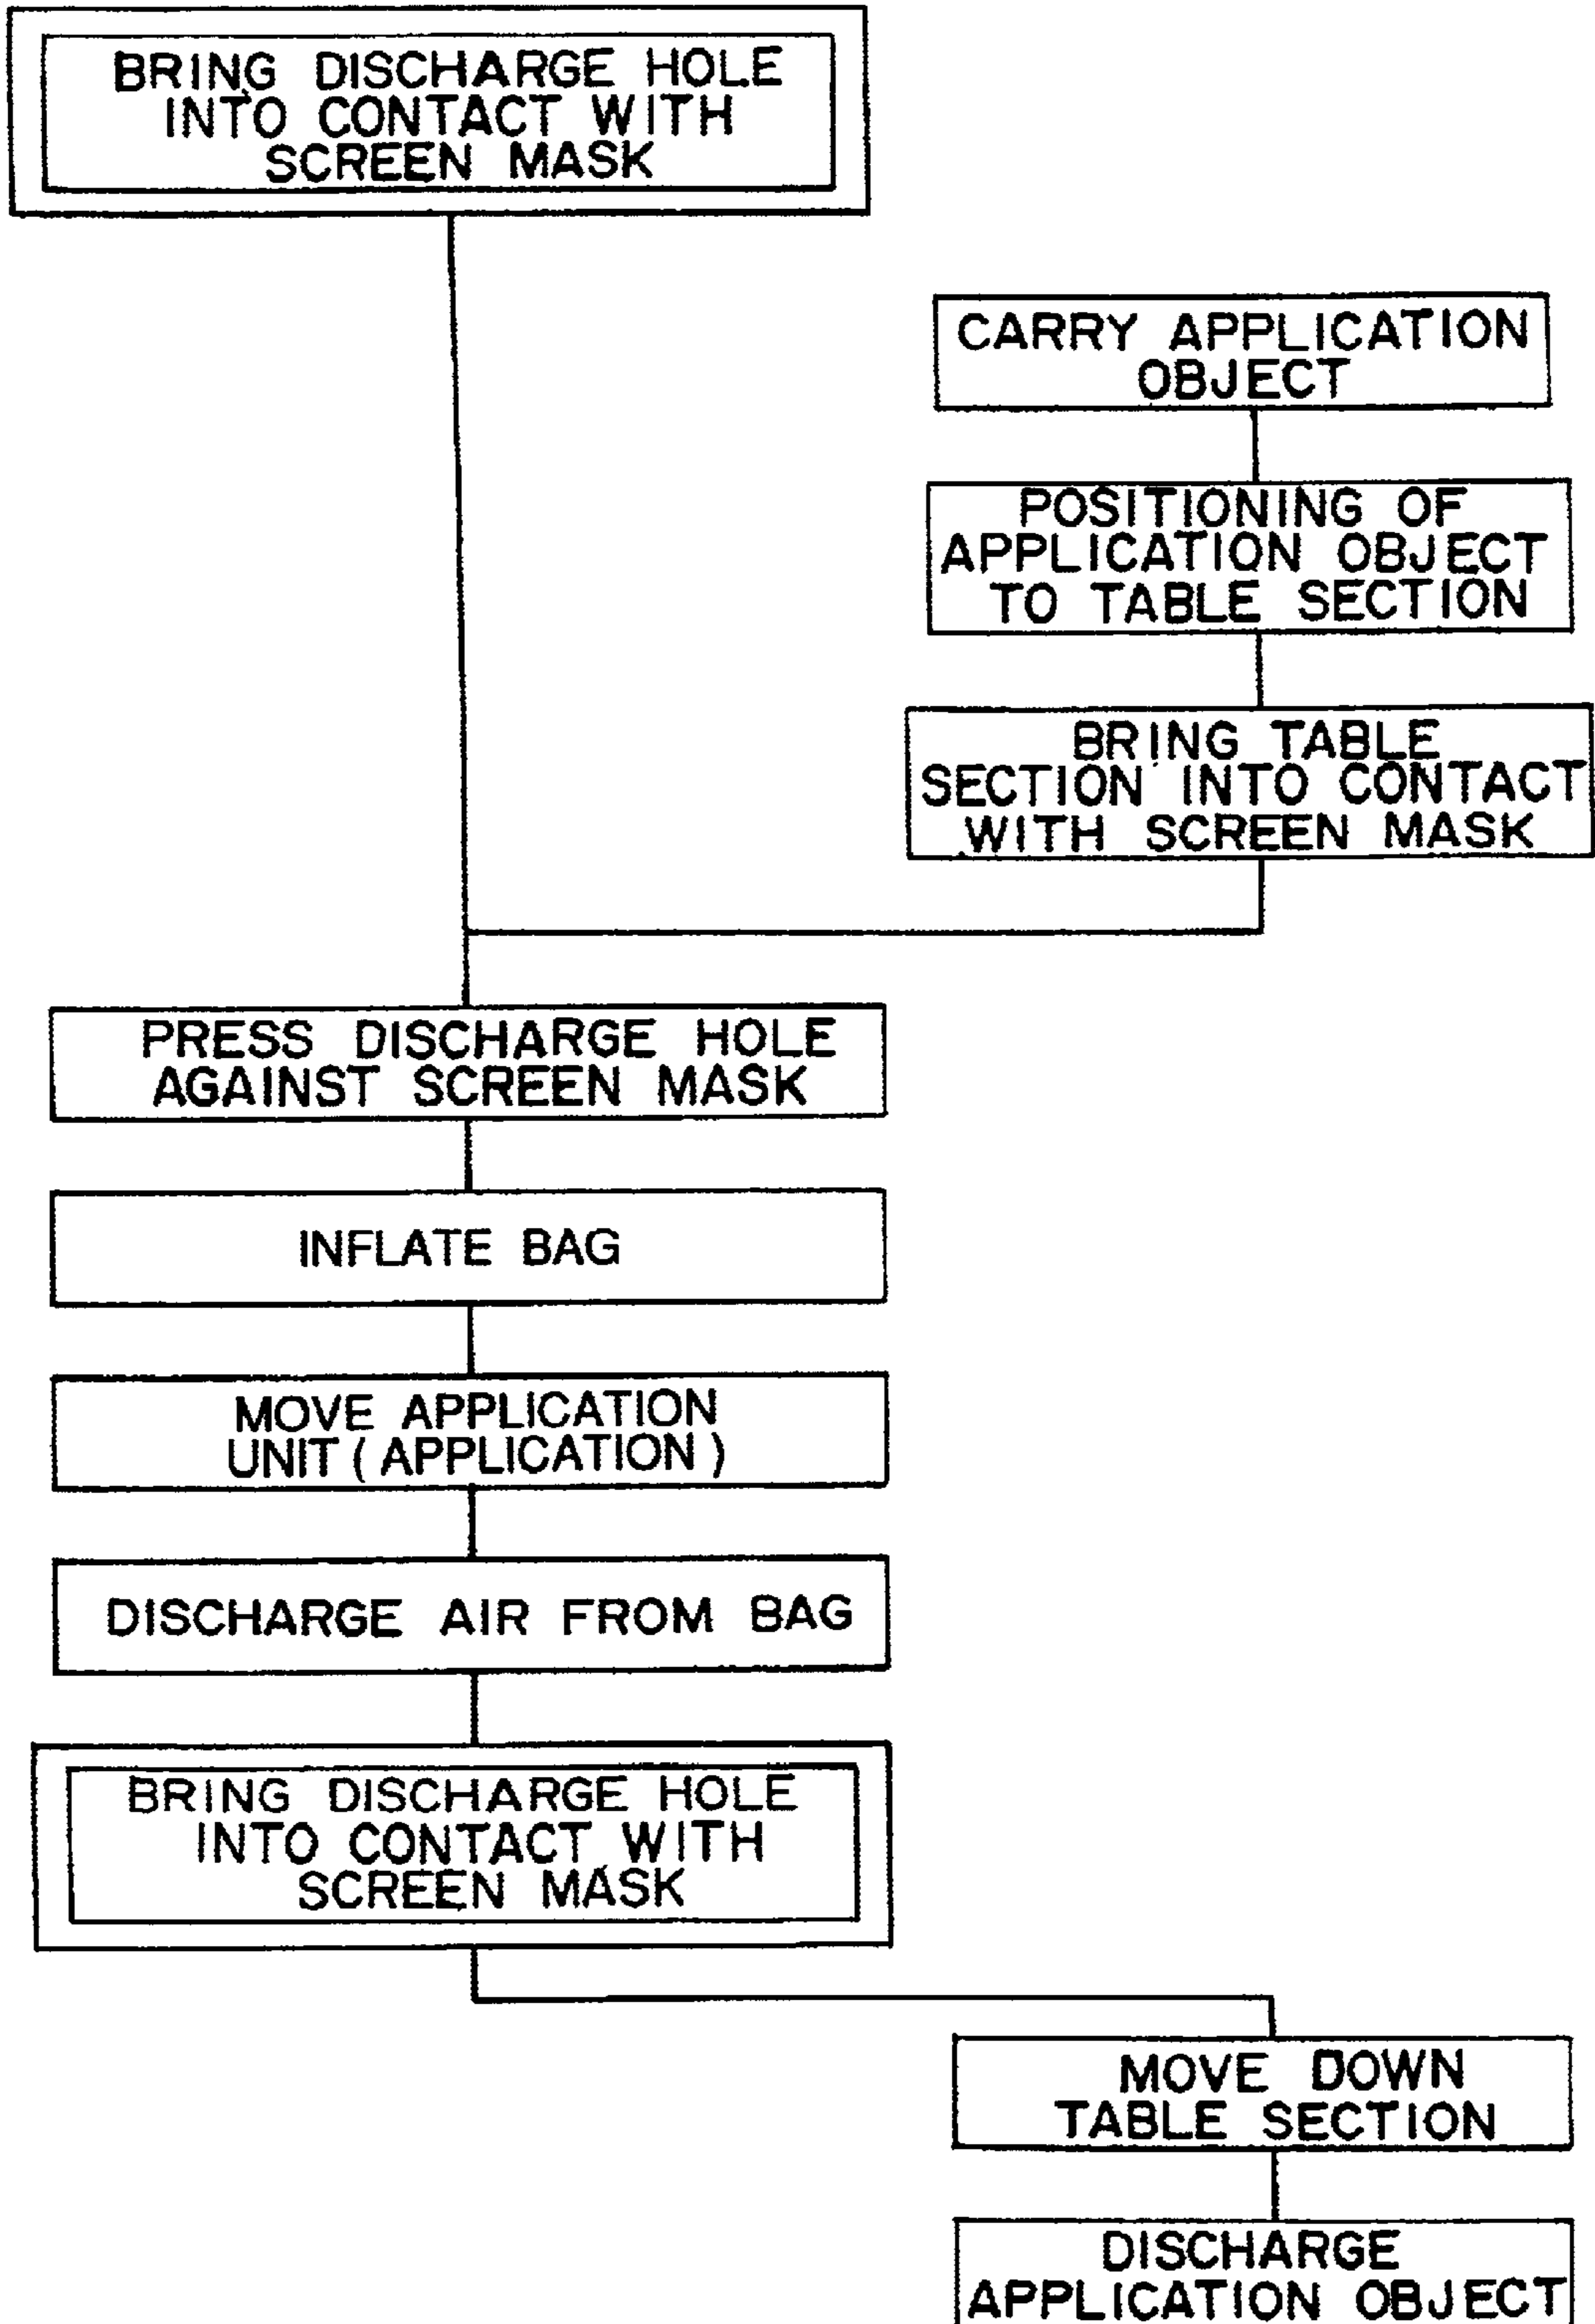 BRING DISCHARGE HOLE
INTO CONTACT WITH
SCREEN MASK
CARRY APPLICATION
OBJECT
POSITIONING OF
APPLICATION OBJECT
TO TABLE SECTION
BRING TABLE
SECTION INTO CONTACT
WITH SCREEN MASK
PRESS DISCHARGE HOLE
AGAINST SCREEN MASK
INFLATE BAG
MOVE APPLICATION
UNIT (APPLICATION)
DISCHARGE AIR FROM BAG
BRING DISCHARGE HOLE
INTO CONTACT WITH
SCREEN MASK
MOVE DOWN
TABLE SECTION
DISCHARGE
APPLICATION OBJECT